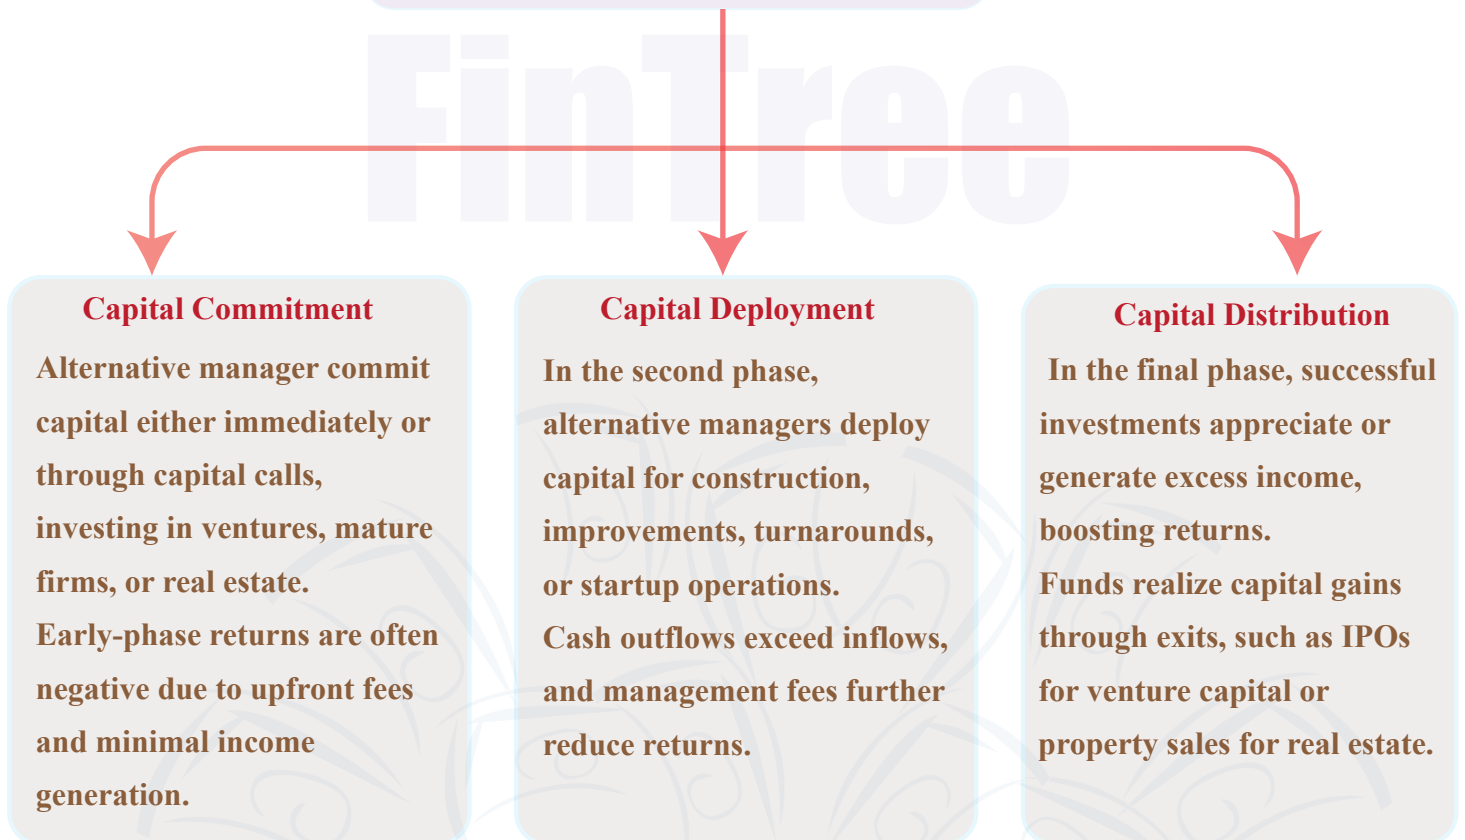 FinTree
Capital Commitment
Alternative manager commit
capital either immediately or
through capital calls,
investing in ventures, mature
firms, or real estate.
Early-phase returns are often
negative due to upfront fees
and minimal income
generation.
Capital Deployment
In the second phase,
alternative managers deploy
capital for construction,
improvements, turnarounds,
or startup operations.
Cash outflows exceed inflows,
and management fees further
reduce returns.
Capital Distribution
In the final phase, successful
investments appreciate or
generate excess income,
boosting returns.
Funds realize capital gains
through exits, such as IPOs
for venture capital or
property sales for real estate.